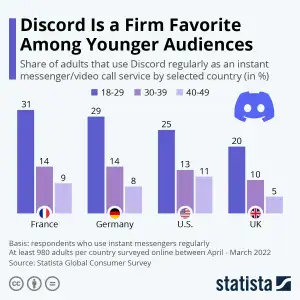 Discord Is a Firm Favorite
Among Younger Audiences
Share of adults that use Discord regularly as an instant
messenger/video call service by selected country (in %)
18-29 30-39 40-49
31 14 9
29 14 8
25 13 11
20 10 5
France Germany U.S. UK
Basis: respondents who use instant messengers regularly
At least 980 adults per country surveyed online between April - March 2022
Source: Statista Global Consumer Survey
cc
statista